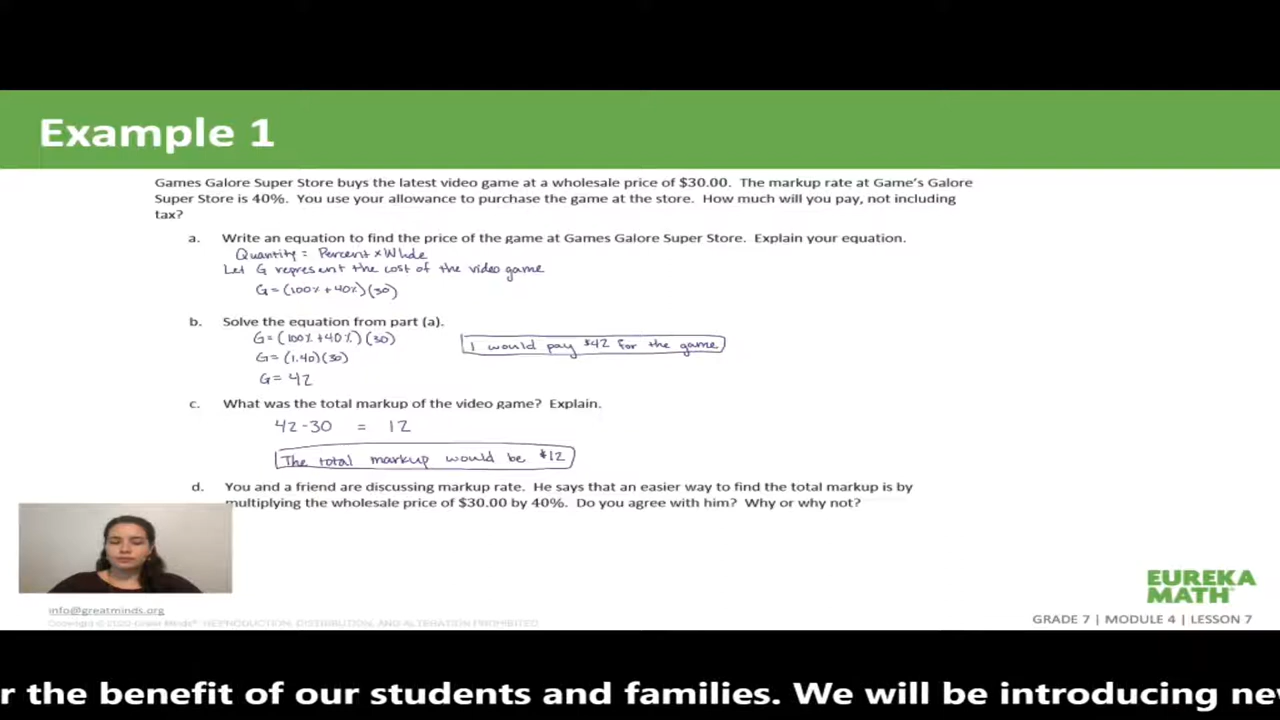 Example 1
Games Galore Super Store buys the latest video game at a wholesale price of $30.00. The markup rate at Game's Galore
Super Store is 40%. You use your allowance to purchase the game at the store. How much will you pay, not including
tax?
a. Write an equation to find the price of the game at Games Galore Super Store. Explain your equation.
Quantity = Percent × Whole
Let G represent the cost of the video game
G = (100% + 40%)(30)
b. Solve the equation from part (a).
G = (100% + 40%)(30)
I would pay $42 for the game
G = (1.40)(30)
G = 42
c. What was the total markup of the video game? Explain.
42 - 30 = 12
The total markup would be $12
d. You and a friend are discussing markup rate. He says that an easier way to find the total markup is by
multiplying the wholesale price of $30.00 by 40%. Do you agree with him? Why or why not?
EUREKA
MATH
info@greatminds.org
GRADE 7 | MODULE 4 | LESSON 7
Copyright © Great Minds® REPRODUCTION, DISTRIBUTION, AND ALTERATION PROHIBITED
r the benefit of our students and families. We will be introducing nev